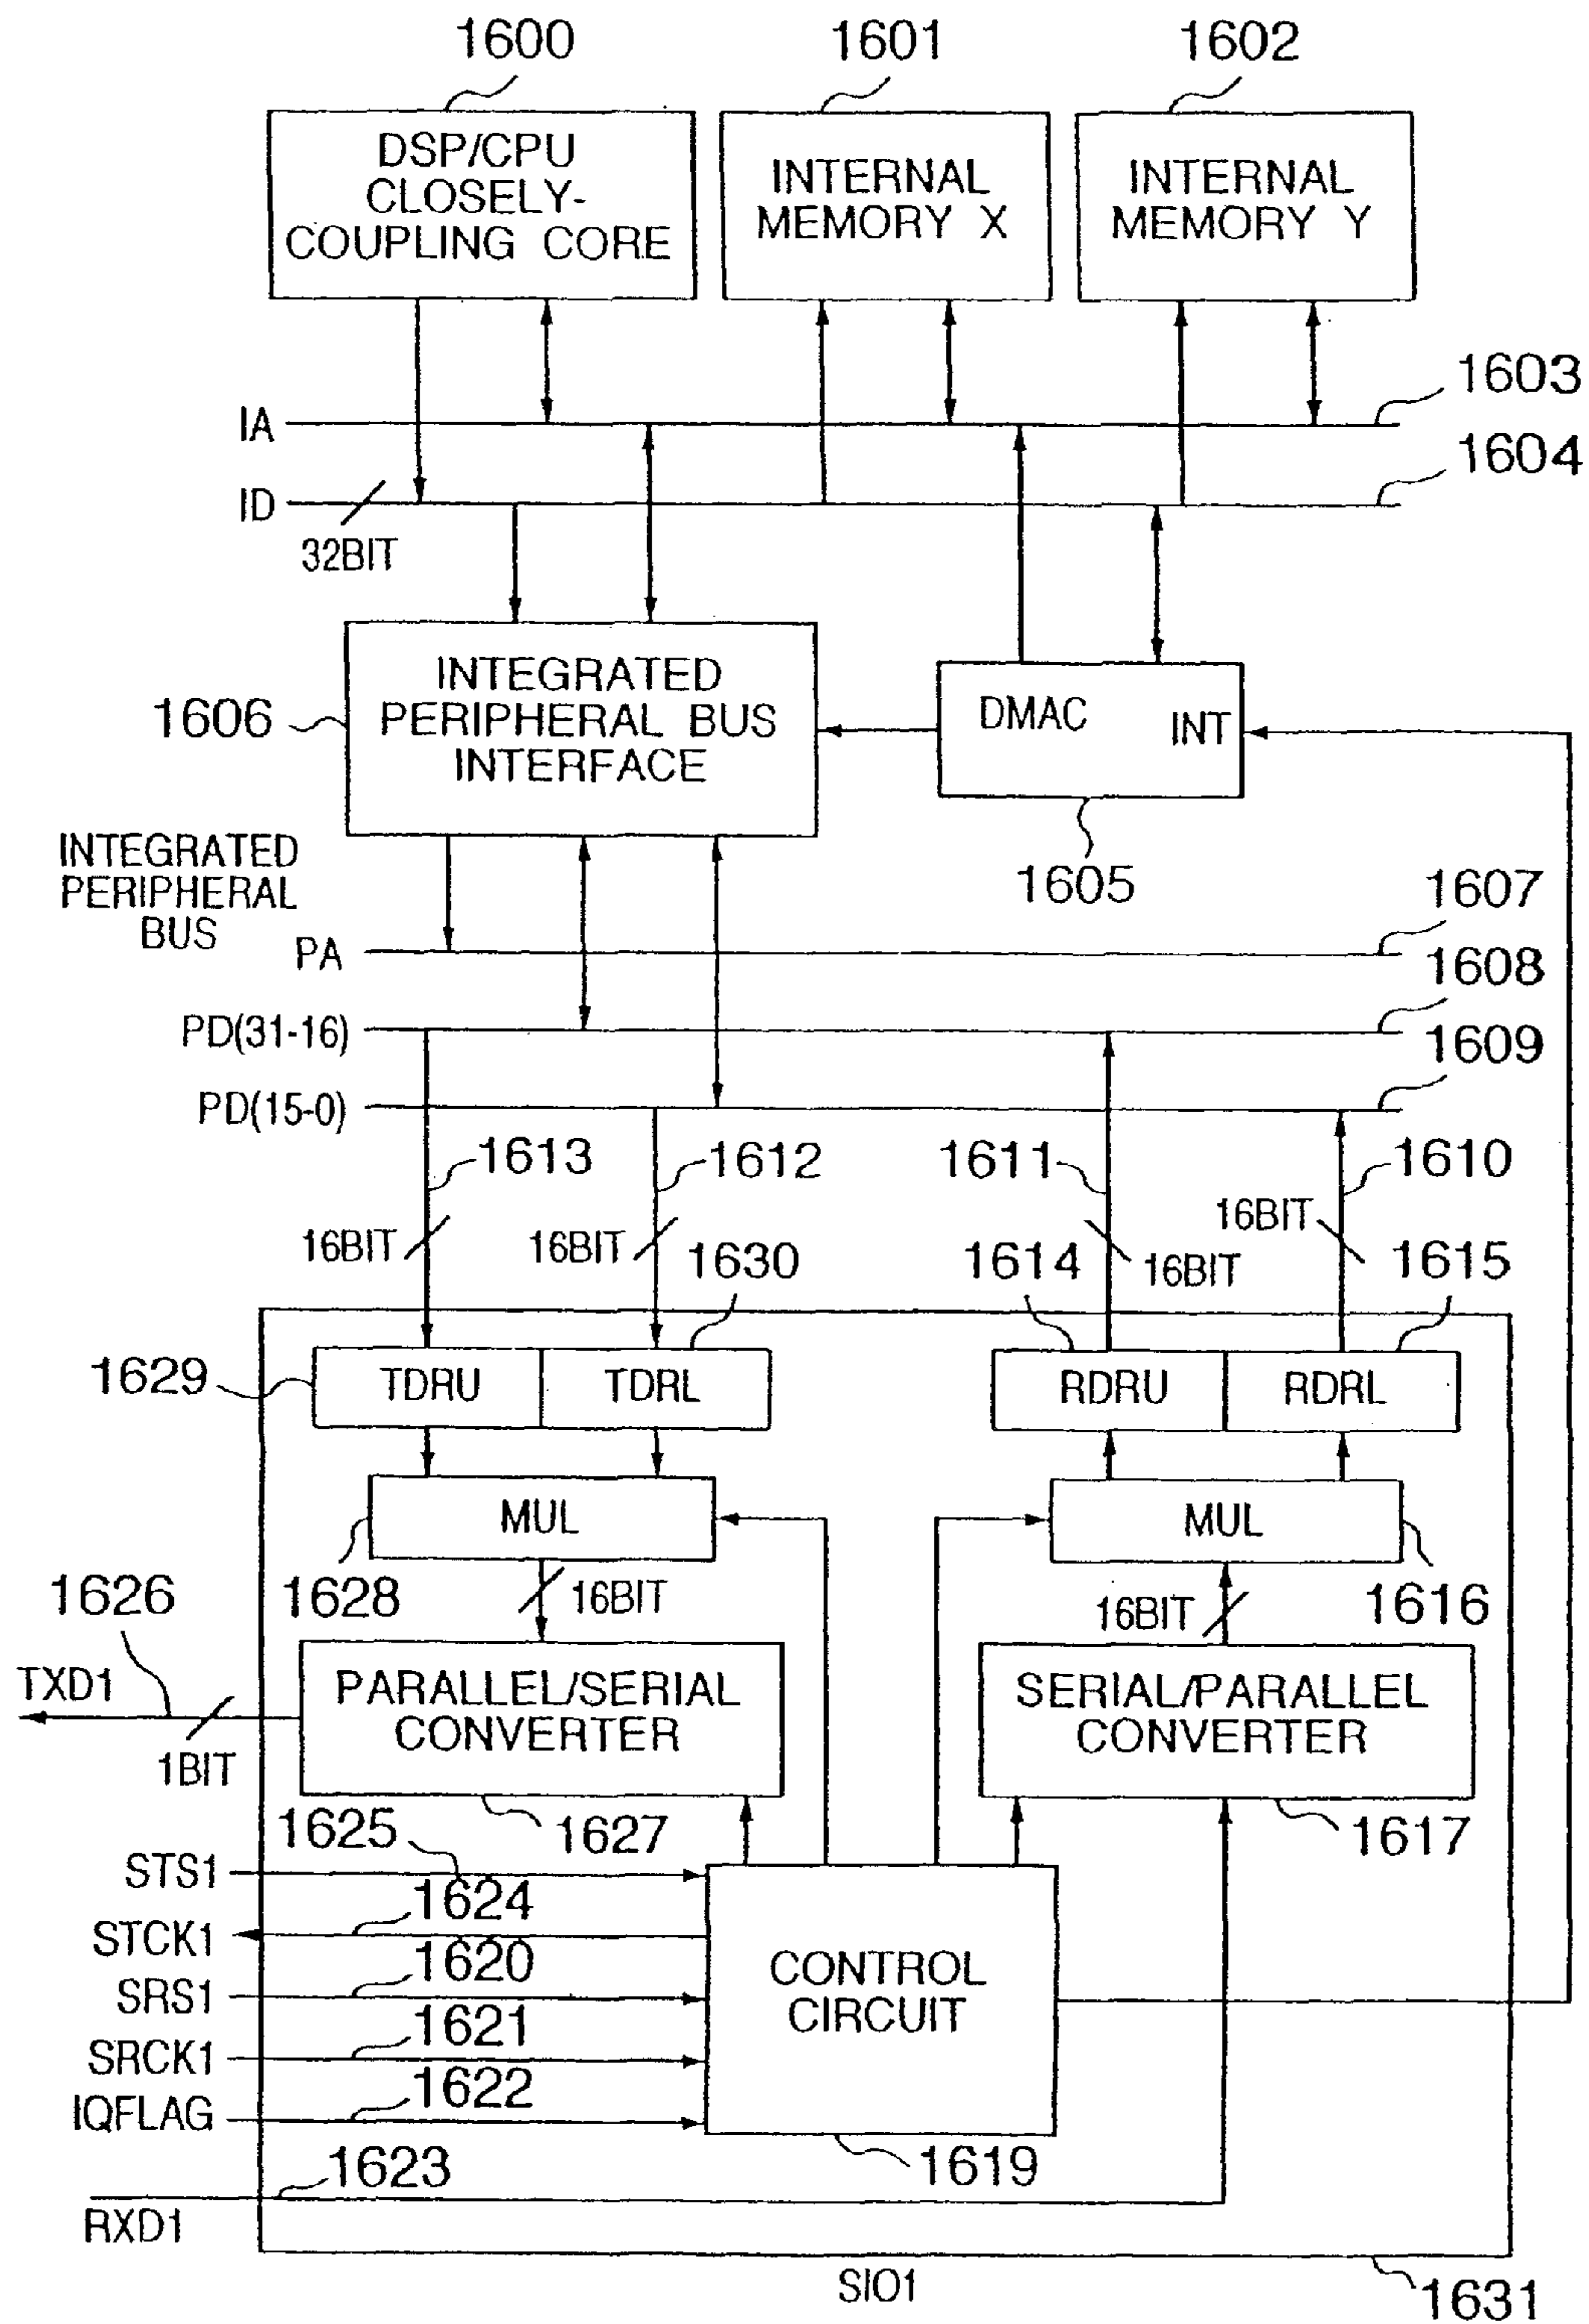 1600
1601
1602
DSP/CPU
CLOSELY-
COUPLING CORE
INTERNAL
MEMORY X
INTERNAL
MEMORY Y
1603
IA
1604
ID
32BIT
INTEGRATED
PERIPHERAL BUS
INTERFACE
1606
DMAC
INT
1605
INTEGRATED
PERIPHERAL
BUS
PA
1607
1608
PD(31-16)
1609
PD(15-0)
1613
1612
1611
1610
16BIT
16BIT
16BIT
16BIT
1630
1614
1615
1629
TDRU
TDRL
RDRU
RDRL
MUL
MUL
1628
16BIT
16BIT
1616
1626
TXD1
1BIT
PARALLEL/SERIAL
CONVERTER
SERIAL/PARALLEL
CONVERTER
1627
1617
1625
STS1
1624
STCK1
1620
SRS1
1621
SRCK1
1622
IQFLAG
CONTROL
CIRCUIT
1619
1623
RXD1
SIO1
1631